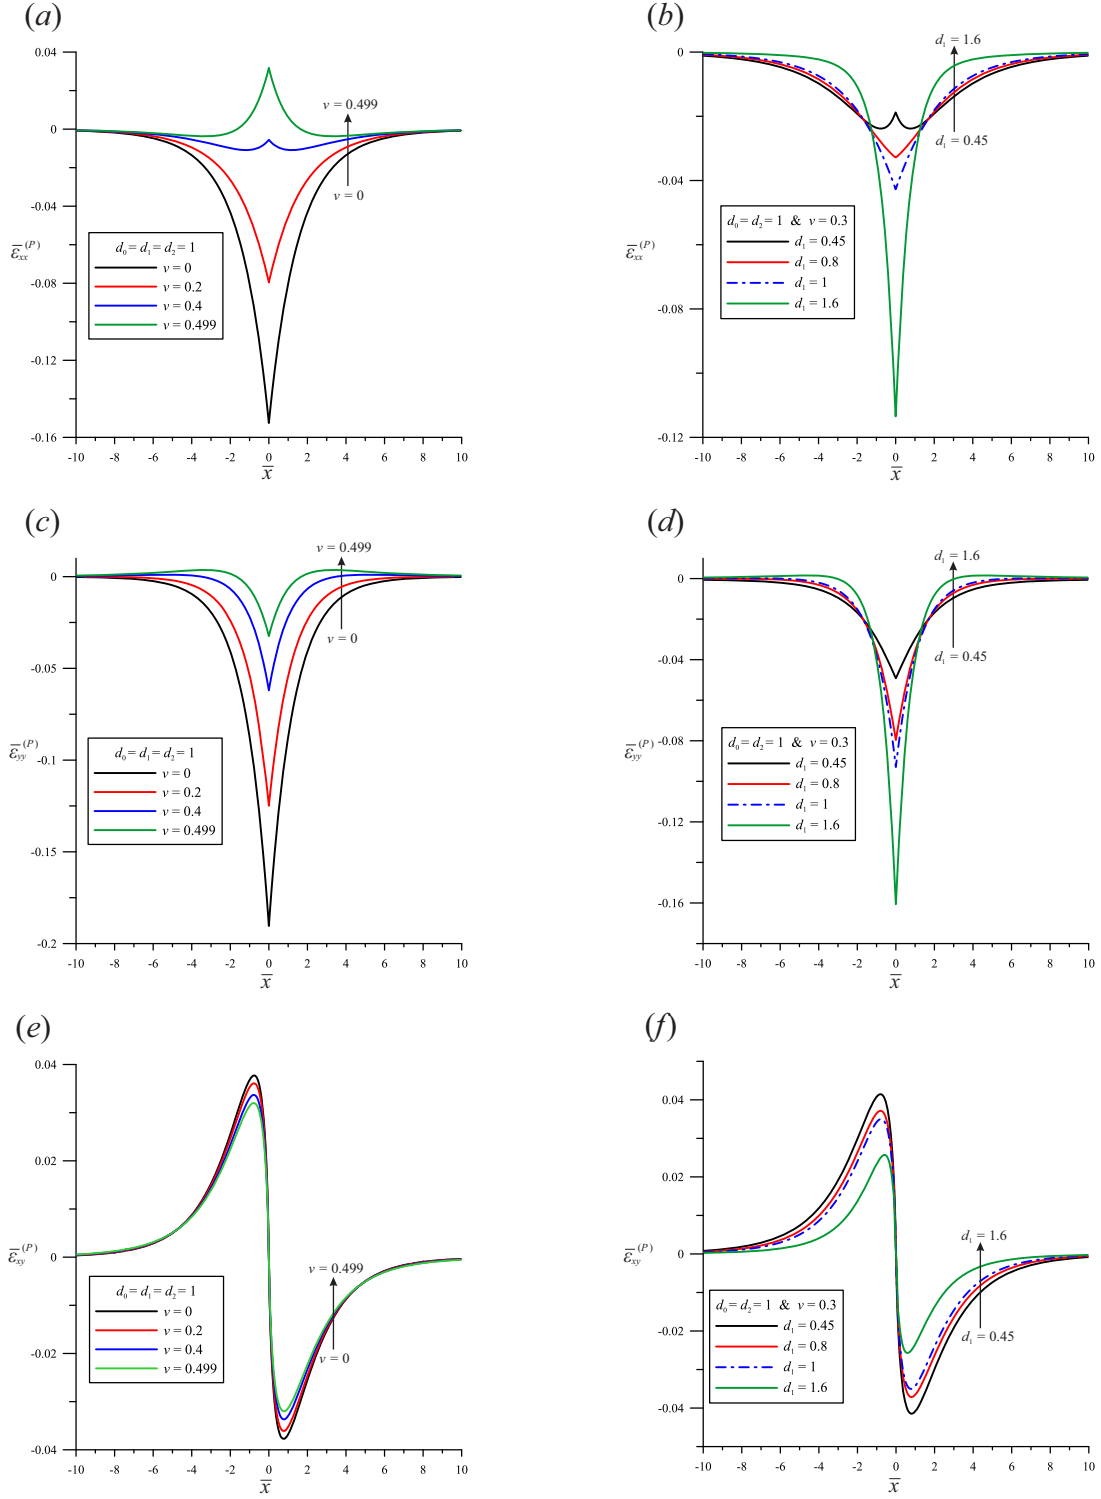 (a)
0.04
0
-0.04
-0.08
-0.12
-0.16
ε̅xx(P)
v = 0.499
v = 0
d0 = d1 = d2 = 1
v = 0
v = 0.2
v = 0.4
v = 0.499
-10 -8 -6 -4 -2 0 2 4 6 8 10
x̅
(b)
0
-0.04
-0.08
-0.12
ε̅xx(P)
d1 = 1.6
d1 = 0.45
d0 = d2 = 1 & v = 0.3
d1 = 0.45
d1 = 0.8
d1 = 1
d1 = 1.6
-10 -8 -6 -4 -2 0 2 4 6 8 10
x̅
(c)
0
-0.05
-0.1
-0.15
-0.2
ε̅yy(P)
v = 0.499
v = 0
d0 = d1 = d2 = 1
v = 0
v = 0.2
v = 0.4
v = 0.499
-10 -8 -6 -4 -2 0 2 4 6 8 10
x̅
(d)
0
-0.04
-0.08
-0.12
-0.16
ε̅yy(P)
d1 = 1.6
d1 = 0.45
d0 = d2 = 1 & v = 0.3
d1 = 0.45
d1 = 0.8
d1 = 1
d1 = 1.6
-10 -8 -6 -4 -2 0 2 4 6 8 10
x̅
(e)
0.04
0.02
0
-0.02
-0.04
ε̅xy(P)
v = 0.499
v = 0
d0 = d1 = d2 = 1
v = 0
v = 0.2
v = 0.4
v = 0.499
-10 -8 -6 -4 -2 0 2 4 6 8 10
x̅
(f)
0.04
0.02
0
-0.02
-0.04
ε̅xy(P)
d1 = 1.6
d1 = 0.45
d0 = d2 = 1 & v = 0.3
d1 = 0.45
d1 = 0.8
d1 = 1
d1 = 1.6
-10 -8 -6 -4 -2 0 2 4 6 8 10
x̅